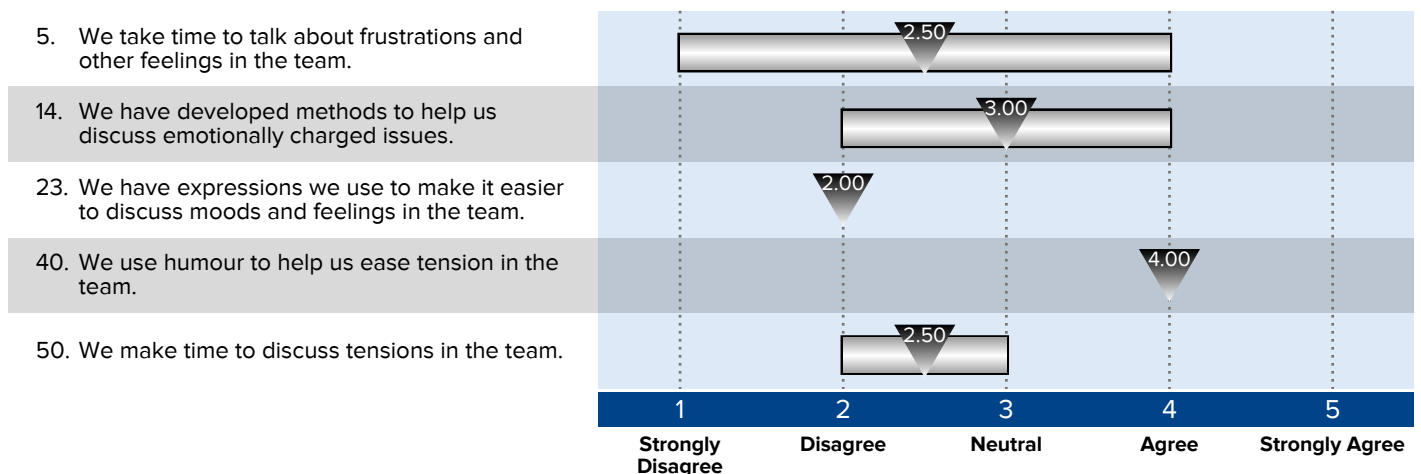 5. We take time to talk about frustrations and
other feelings in the team.
2.50
14. We have developed methods to help us
discuss emotionally charged issues.
3.00
23. We have expressions we use to make it easier
to discuss moods and feelings in the team.
2.00
40. We use humour to help us ease tension in the
team.
4.00
50. We make time to discuss tensions in the team.
2.50
1 2 3 4 5
Strongly Disagree Neutral Agree Strongly Agree
Disagree